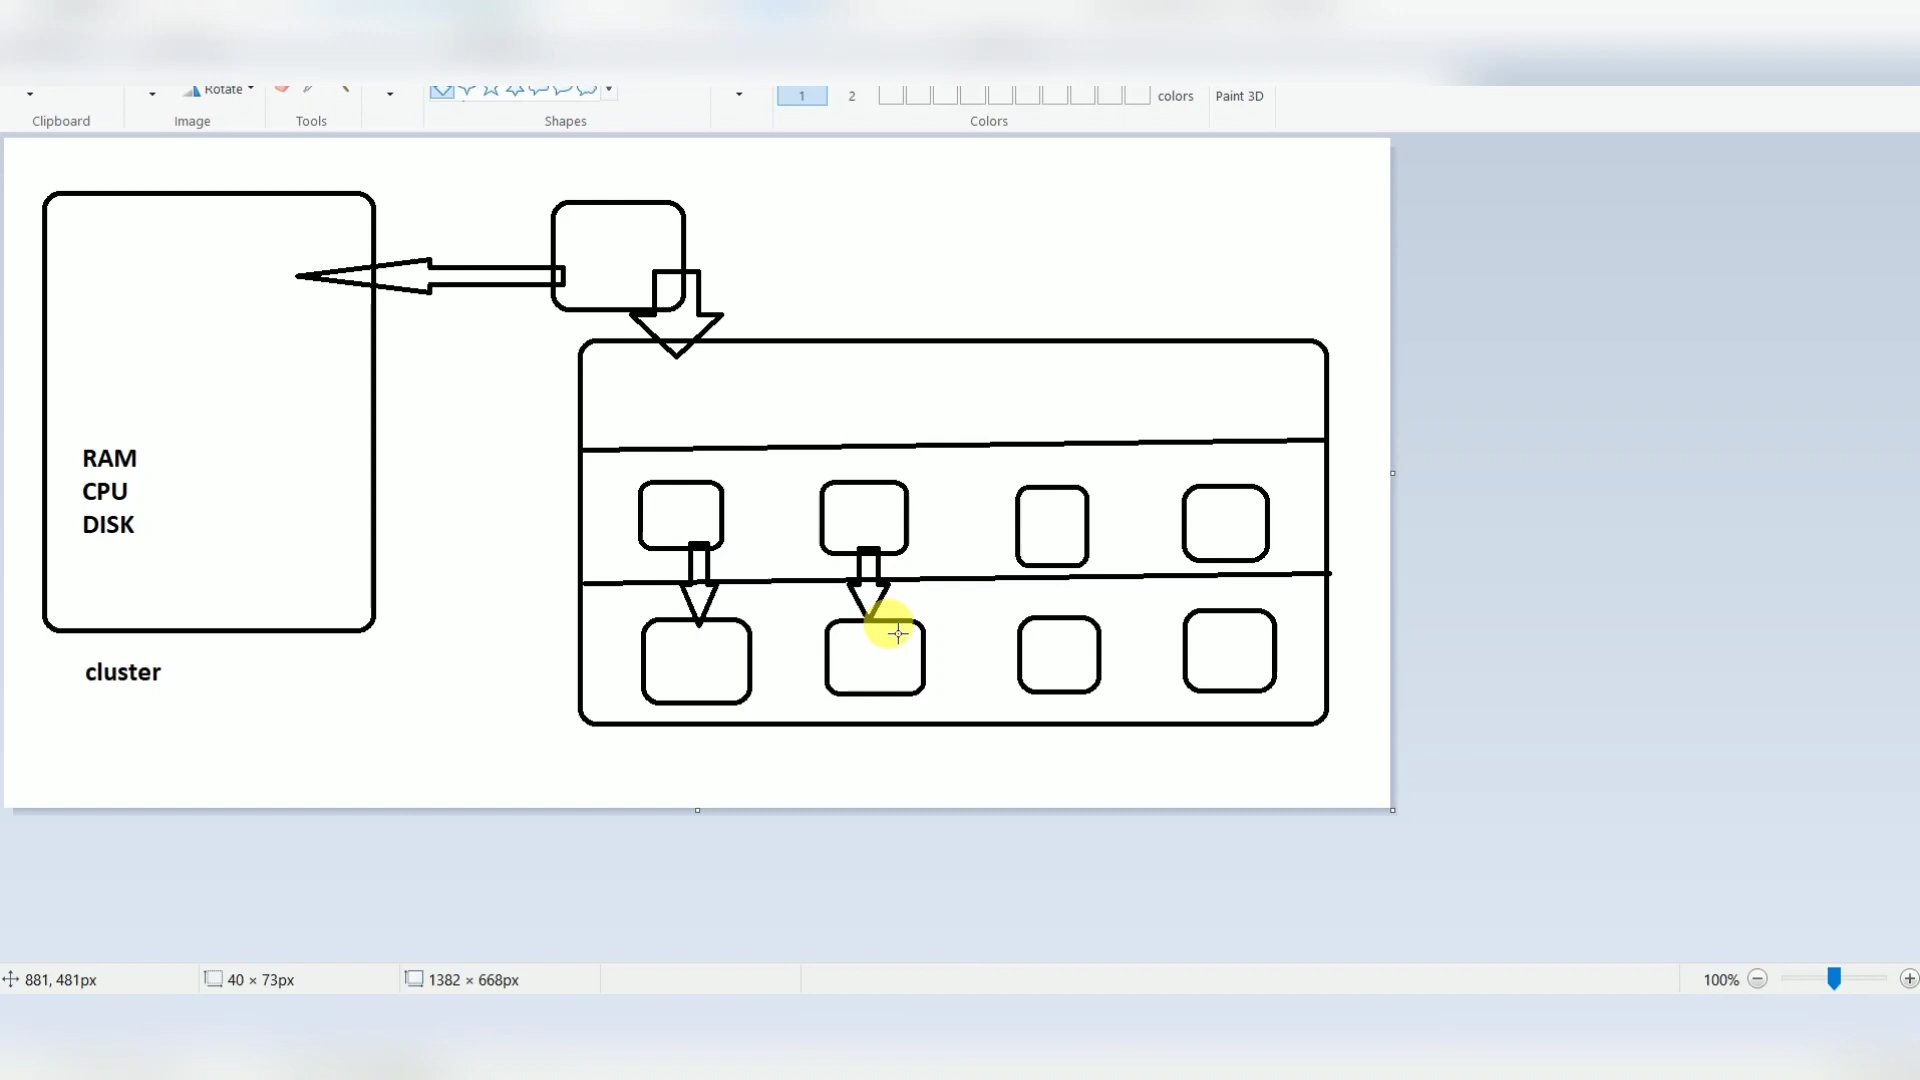 Rotate
1
2
colors
Paint 3D
Clipboard
Image
Tools
Shapes
Colors
RAM
CPU
DISK
cluster
881, 481px
40 × 73px
1382 × 668px
100%